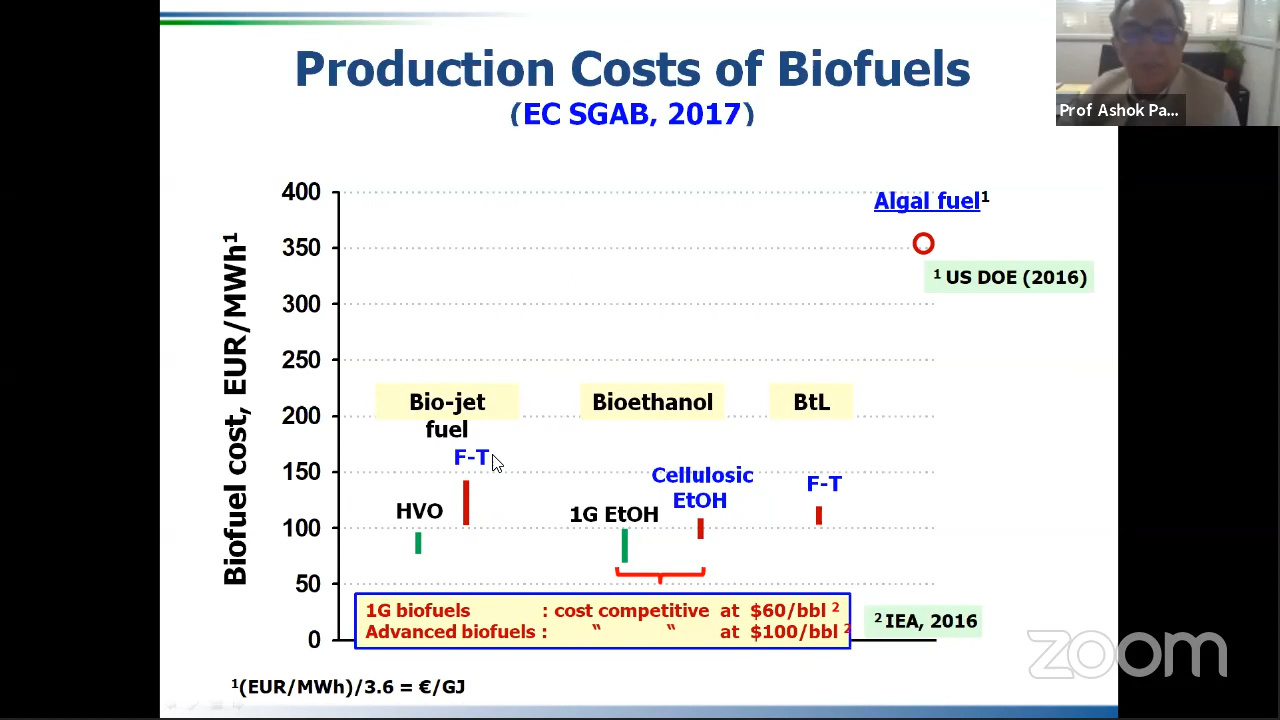 Production Costs of Biofuels
(EC SGAB, 2017)
Prof Ashok Pa...
Biofuel cost, EUR/MWh¹
400
350
300
250
200
150
100
50
0
Algal fuel¹
¹ US DOE (2016)
Bio-jet
fuel
F-T
HVO
Bioethanol
Cellulosic
EtOH
1G EtOH
BtL
F-T
1G biofuels : cost competitive at $60/bbl ²
Advanced biofuels : “ “ at $100/bbl ²
² IEA, 2016
¹(EUR/MWh)/3.6 = €/GJ
zoom